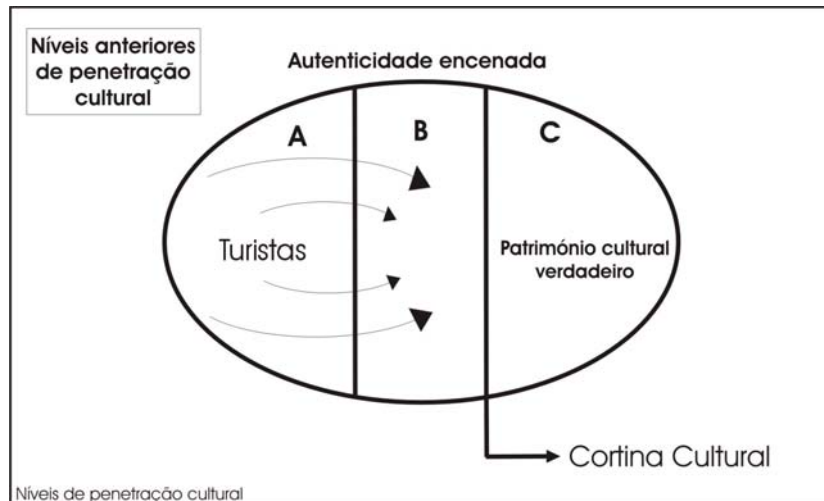 Níveis anteriores
de penetração
cultural
Autenticidade encenada
A
B
C
Turistas
Património cultural
verdadeiro
Cortina Cultural
Níveis de penetração cultural